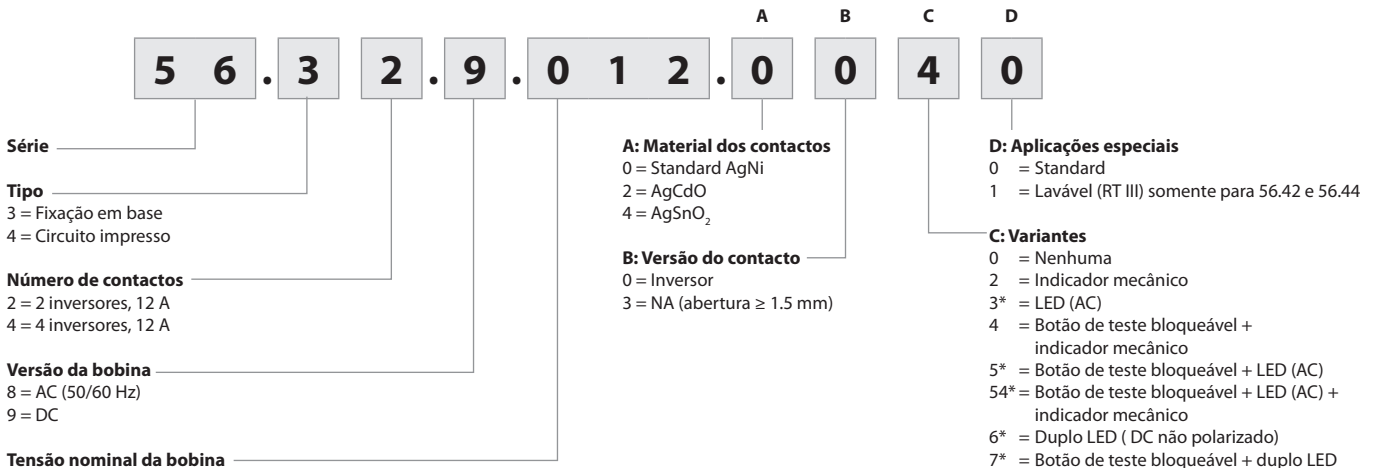 A B C D
5 6 . 3 2 . 9 . 0 1 2 . 0 0 4 0
Série
Tipo
3 = Fixação em base
4 = Circuito impresso
Número de contactos
2 = 2 inversores, 12 A
4 = 4 inversores, 12 A
Versão da bobina
8 = AC (50/60 Hz)
9 = DC
Tensão nominal da bobina
A: Material dos contactos
0 = Standard AgNi
2 = AgCdO
4 = AgSnO₂
B: Versão do contacto
0 = Inversor
3 = NA (abertura ≥ 1.5 mm)
D: Aplicações especiais
0 = Standard
1 = Lavável (RT III) somente para 56.42 e 56.44
C: Variantes
0 = Nenhuma
2 = Indicador mecânico
3* = LED (AC)
4 = Botão de teste bloqueável +
indicador mecânico
5* = Botão de teste bloqueável + LED (AC)
54* = Botão de teste bloqueável + LED (AC) +
indicador mecânico
6* = Duplo LED ( DC não polarizado)
7* = Botão de teste bloqueável + duplo LED